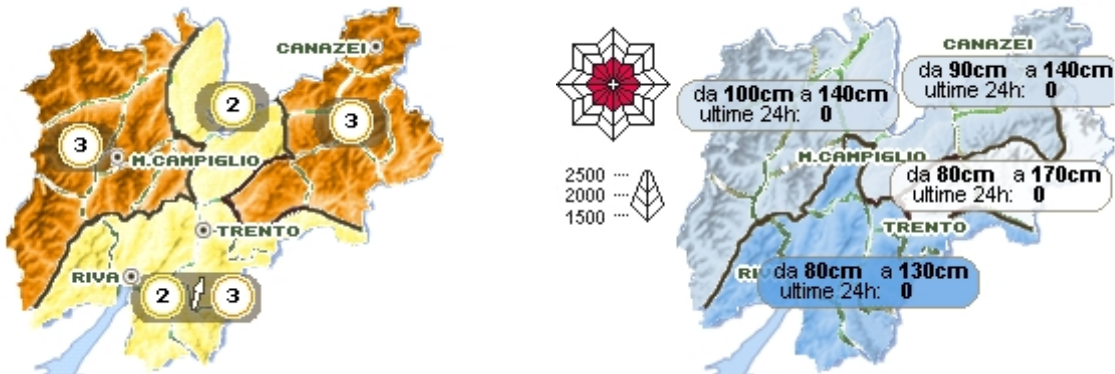 CANAZEI
2
3
3
M.CAMPIGLIO
TRENTO
RIVA
2 3
CANAZEI
da 90cm a 140cm
ultime 24h: 0
da 100cm a 140cm
ultime 24h: 0
M.CAMPIGLIO
2500
2000
1500
da 80cm a 170cm
ultime 24h: 0
TRENTO
RI
da 80cm a 130cm
ultime 24h: 0